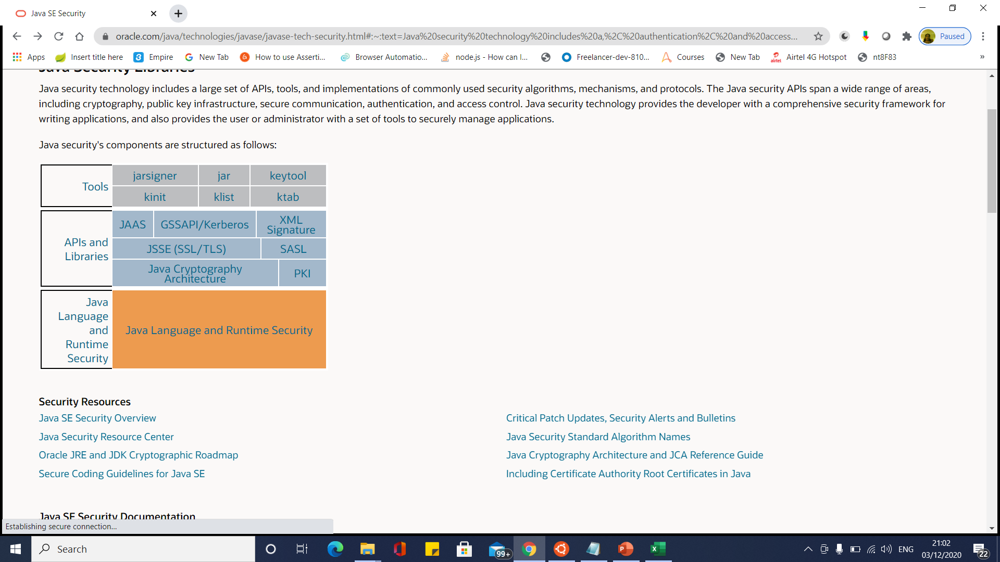 Java SE Security
oracle.com/java/technologies/javase/javase-tech-security.html#:~:text=Java%20security%20technology%20includes%20a,%2C%20authentication%2C%20and%20access...
Paused
Apps
Insert title here
Empire
New Tab
How to use Asserti...
Browser Automatio...
node.js - How can I...
Freelancer-dev-810...
Courses
New Tab
airtel
Airtel 4G Hotspot
nt8F83
»
Java Security Libraries
Java security technology includes a large set of APIs, tools, and implementations of commonly used security algorithms, mechanisms, and protocols. The Java security APIs span a wide range of areas,
including cryptography, public key infrastructure, secure communication, authentication, and access control. Java security technology provides the developer with a comprehensive security framework for
writing applications, and also provides the user or administrator with a set of tools to securely manage applications.
Java security's components are structured as follows:
Tools
jarsigner
jar
keytool
kinit
klist
ktab
APIs and
Libraries
JAAS
GSSAPI/Kerberos
XML
Signature
JSSE (SSL/TLS)
SASL
Java Cryptography
Architecture
PKI
Java
Language
and
Runtime
Security
Java Language and Runtime Security
Security Resources
Java SE Security Overview
Critical Patch Updates, Security Alerts and Bulletins
Java Security Resource Center
Java Security Standard Algorithm Names
Oracle JRE and JDK Cryptographic Roadmap
Java Cryptography Architecture and JCA Reference Guide
Secure Coding Guidelines for Java SE
Including Certificate Authority Root Certificates in Java
Java SE Security Documentation
Establishing secure connection...
Search
99+
ENG
21:02
03/12/2020
22